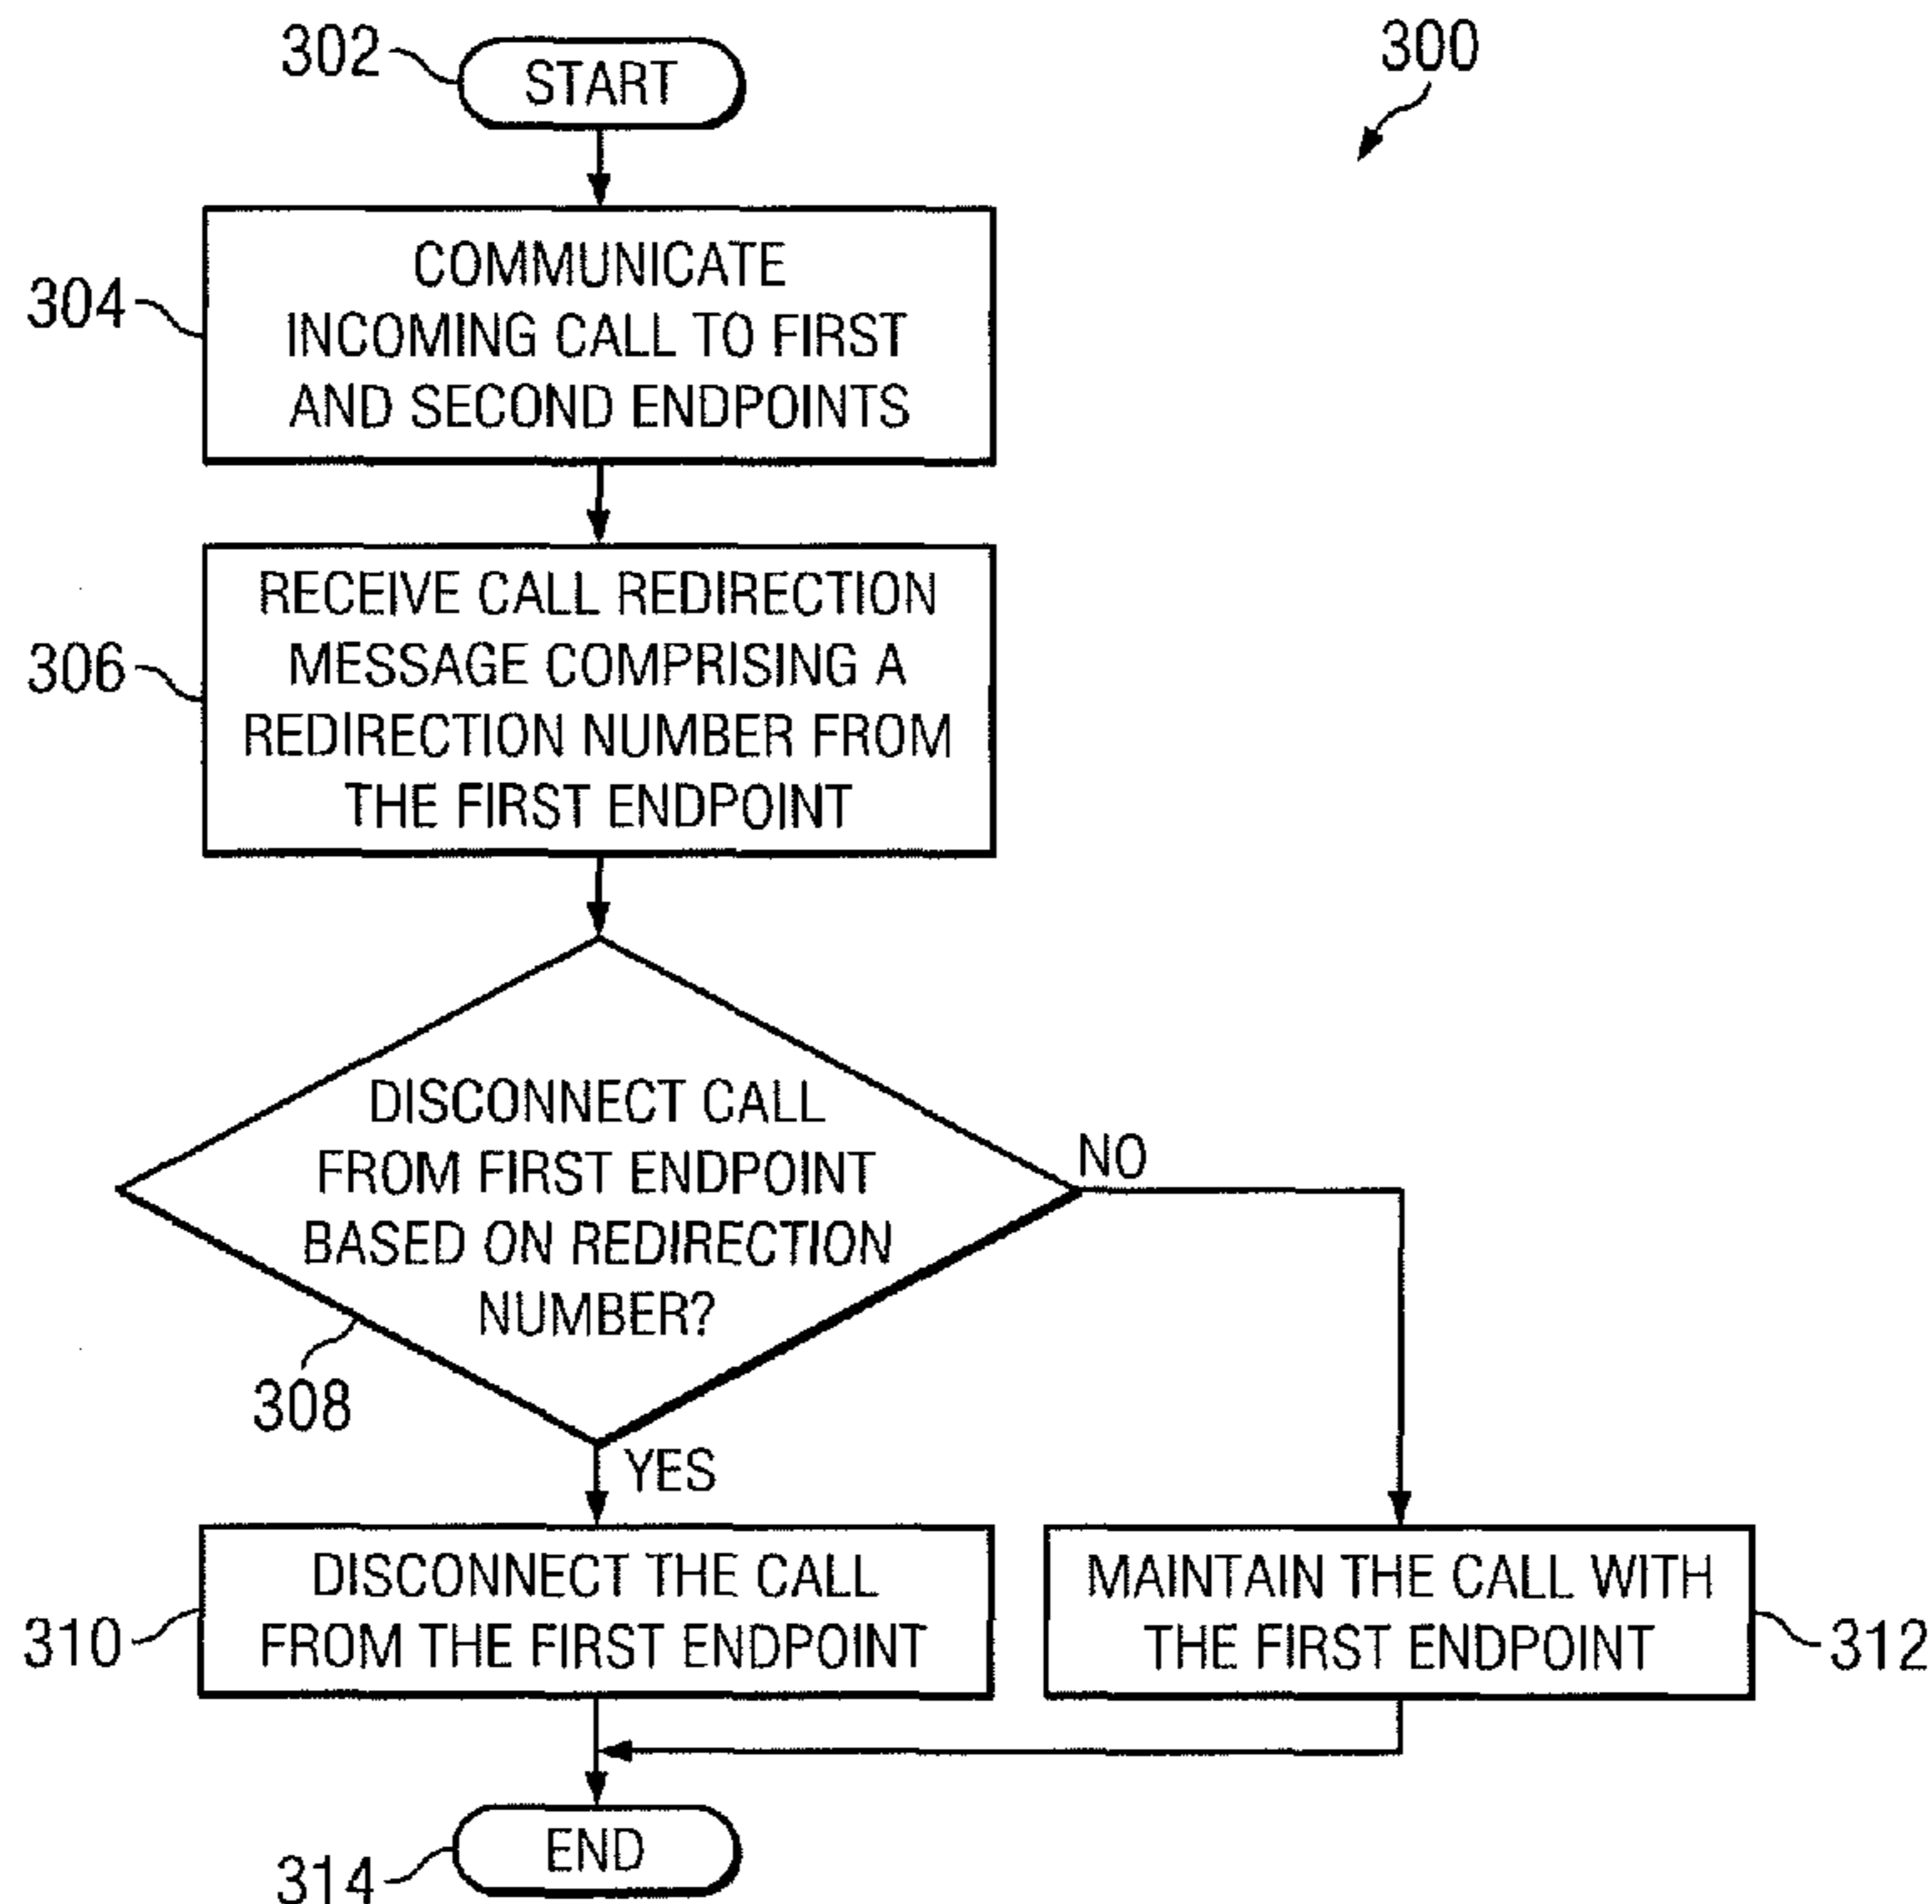 302
START
300
304
COMMUNICATE
INCOMING CALL TO FIRST
AND SECOND ENDPOINTS
306
RECEIVE CALL REDIRECTION
MESSAGE COMPRISING A
REDIRECTION NUMBER FROM
THE FIRST ENDPOINT
DISCONNECT CALL
FROM FIRST ENDPOINT
BASED ON REDIRECTION
NUMBER?
308
NO
YES
310
DISCONNECT THE CALL
FROM THE FIRST ENDPOINT
MAINTAIN THE CALL WITH
THE FIRST ENDPOINT
312
END
314